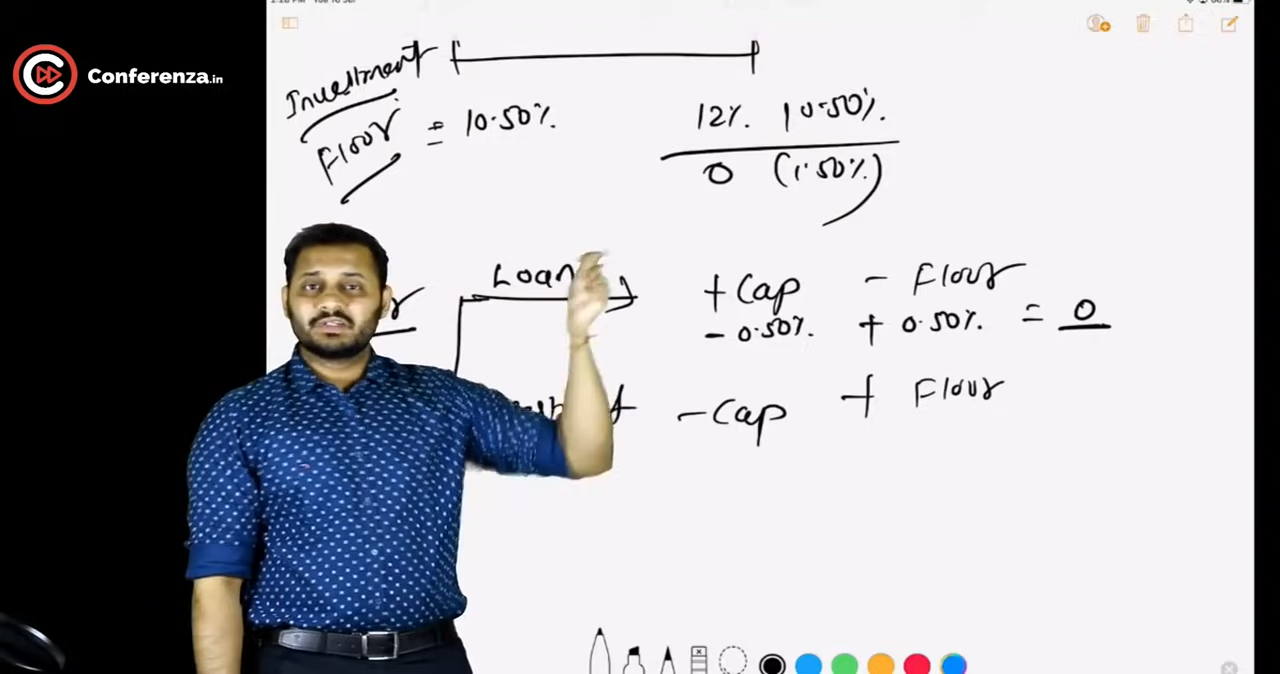 Conferenza.in
Investment
Floor = 10.50%
12% 10.50%.
0 (1.50%)
Loan +Cap - Floor
- 0.50%. + 0.50%. = 0
-Cap + Floor